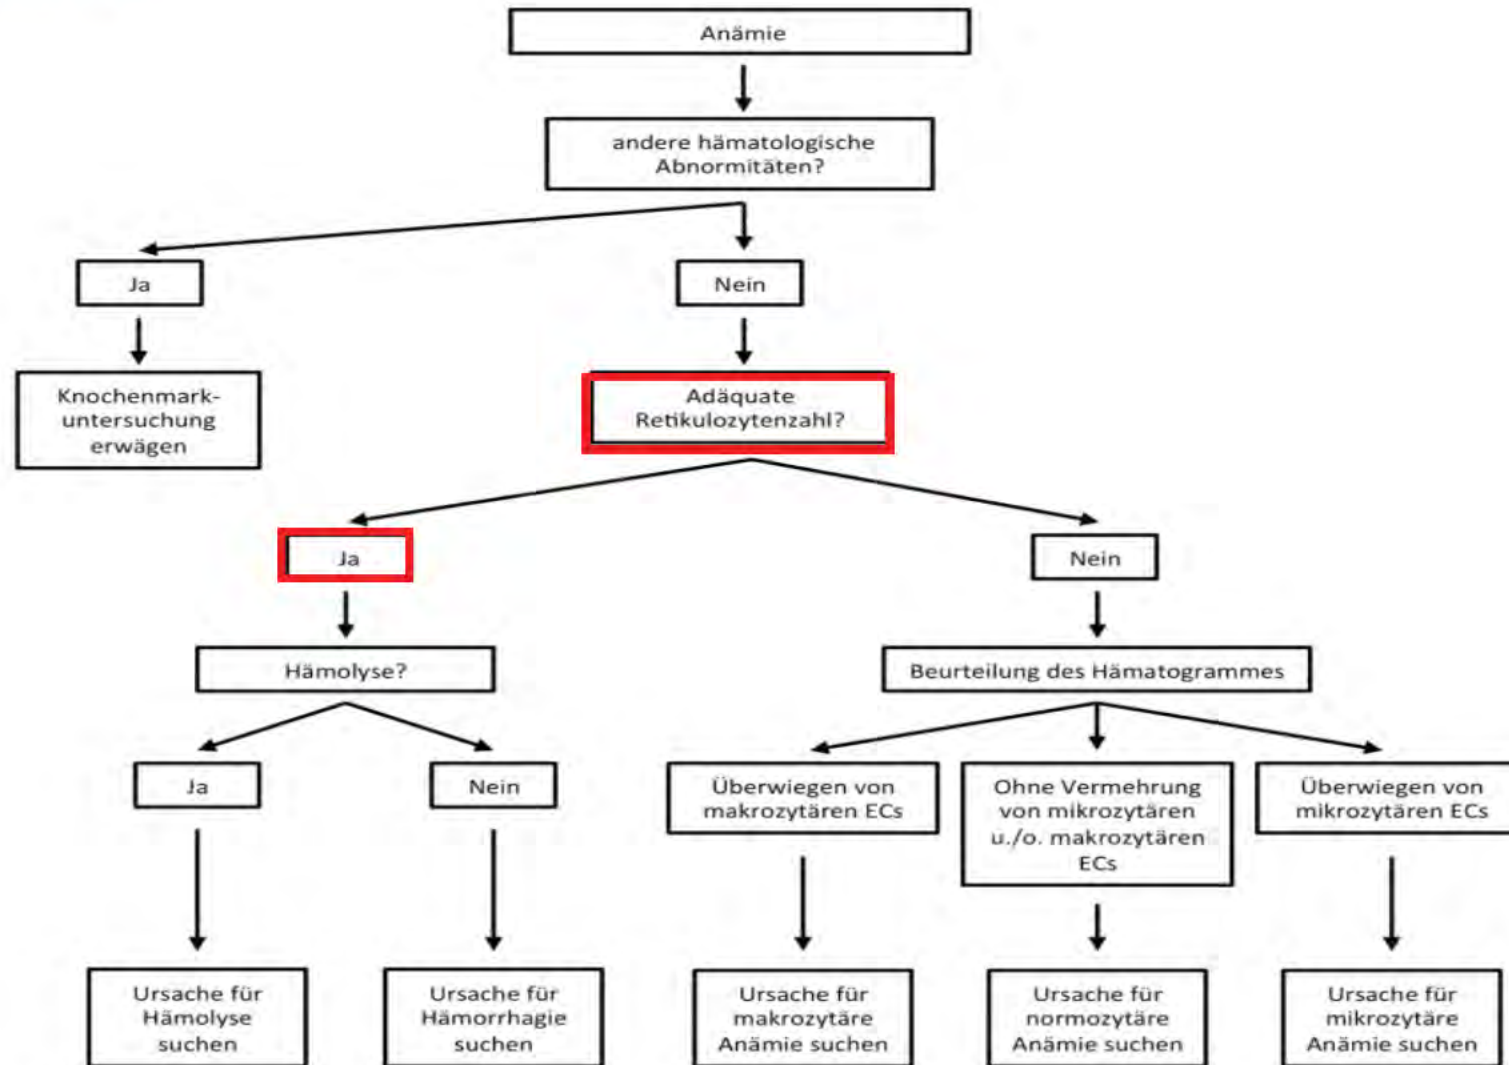 Anämie
andere hämatologische
Abnormitäten?
Ja
Nein
Knochenmark-
untersuchung
erwägen
Adäquate
Retikulozytenzahl?
Ja
Nein
Hämolyse?
Beurteilung des Hämatogrammes
Ja
Nein
Überwiegen von
makrozytären ECs
Ohne Vermehrung
von mikrozytären
u./o. makrozytären
ECs
Überwiegen von
mikrozytären ECs
Ursache für
Hämolyse
suchen
Ursache für
Hämorrhagie
suchen
Ursache für
makrozytäre
Anämie suchen
Ursache für
normozytäre
Anämie suchen
Ursache für
mikrozytäre
Anämie suchen